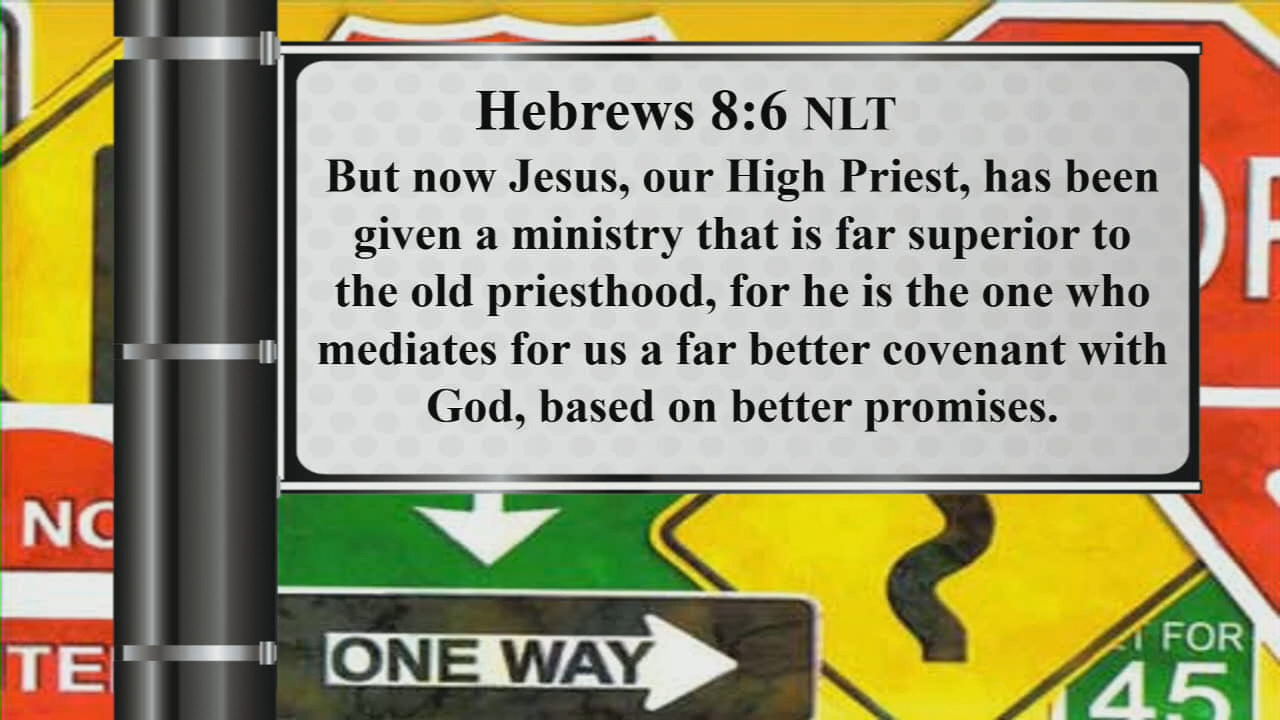 Hebrews 8:6 NLT
But now Jesus, our High Priest, has been
given a ministry that is far superior to
the old priesthood, for he is the one who
mediates for us a far better covenant with
God, based on better promises.
NO
ONE WAY
FOR
45